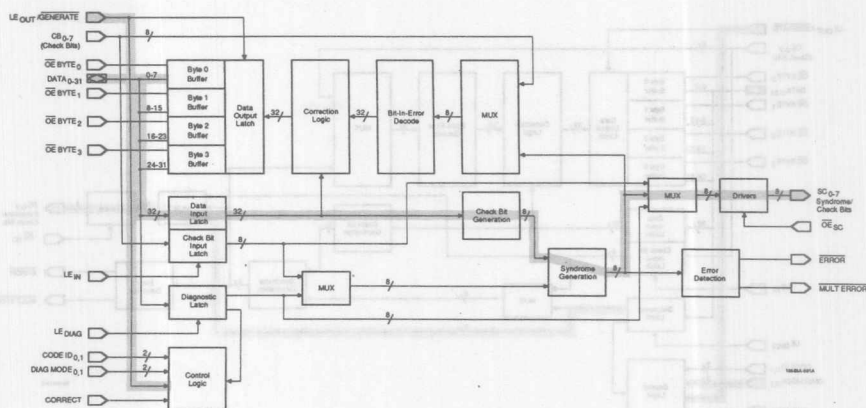 LE OUT /GENERATE
CB 0-7
(Check Bits)
8
OE BYTE 0
DATA 0-31
OE BYTE 1
OE BYTE 2
OE BYTE 3
0-7
8-15
16-23
24-31
Byte 0
Buffer
Byte 1
Buffer
Byte 2
Buffer
Byte 3
Buffer
Data
Output
Latch
32
Correction
Logic
32
Bit-In-Error
Decode
8
MUX
MUX
8
Drivers
8
SC 0-7
Syndrome/
Check Bits
OE SC
32
Data
Input
Latch
32
Check Bit
Generation
8
Check Bit
Input
Latch
8
LE IN
MUX
8
Syndrome
Generation
8
Error
Detection
ERROR
MULT ERROR
Diagnostic
Latch
8
LE DIAG
CODE ID 0,1
2
DIAG MODE 0,1
2
Control
Logic
CORRECT